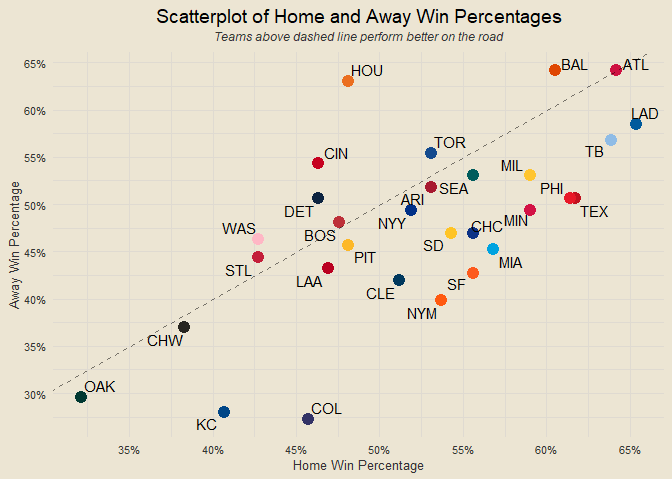 Scatterplot of Home and Away Win Percentages
Teams above dashed line perform better on the road
65%
60%
55%
50%
45%
40%
35%
30%
Away Win Percentage
HOU
BAL
ATL
LAD
TB
TOR
CIN
MIL
SEA
PHI
TEX
ARI
DET
NYY
MIN
CHC
BOS
WAS
SD
PIT
MIA
STL
LAA
SF
CLE
NYM
CHW
OAK
COL
KC
35%
40%
45%
50%
55%
60%
65%
Home Win Percentage